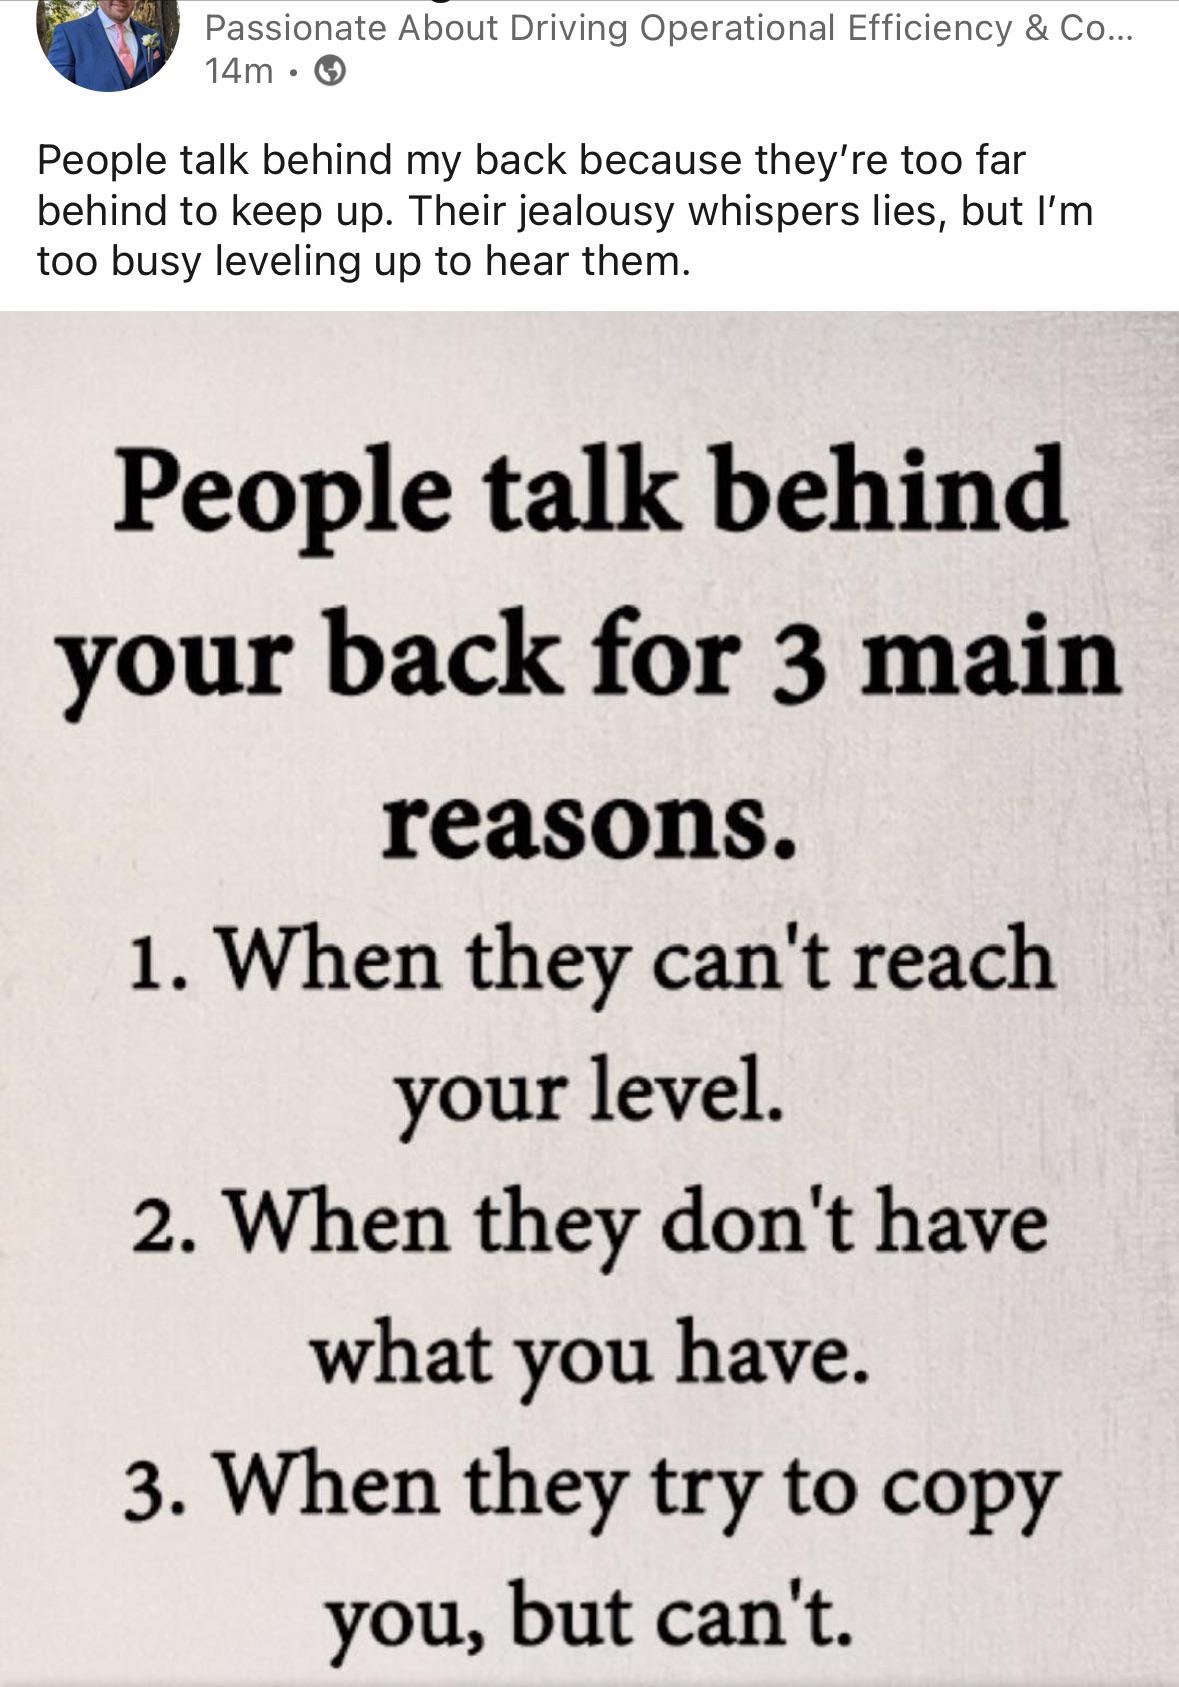 Passionate About Driving Operational Efficiency & Co...
14m •
People talk behind my back because they’re too far
behind to keep up. Their jealousy whispers lies, but I’m
too busy leveling up to hear them.
People talk behind
your back for 3 main
reasons.
1. When they can't reach
your level.
2. When they don't have
what you have.
3. When they try to copy
you, but can't.